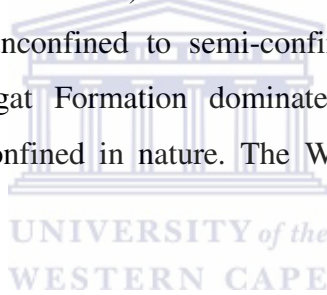 unconfined to semi-confi
gat Formation dominate
onfined in nature. The W
UNIVERSITY of the
WESTERN CAPE